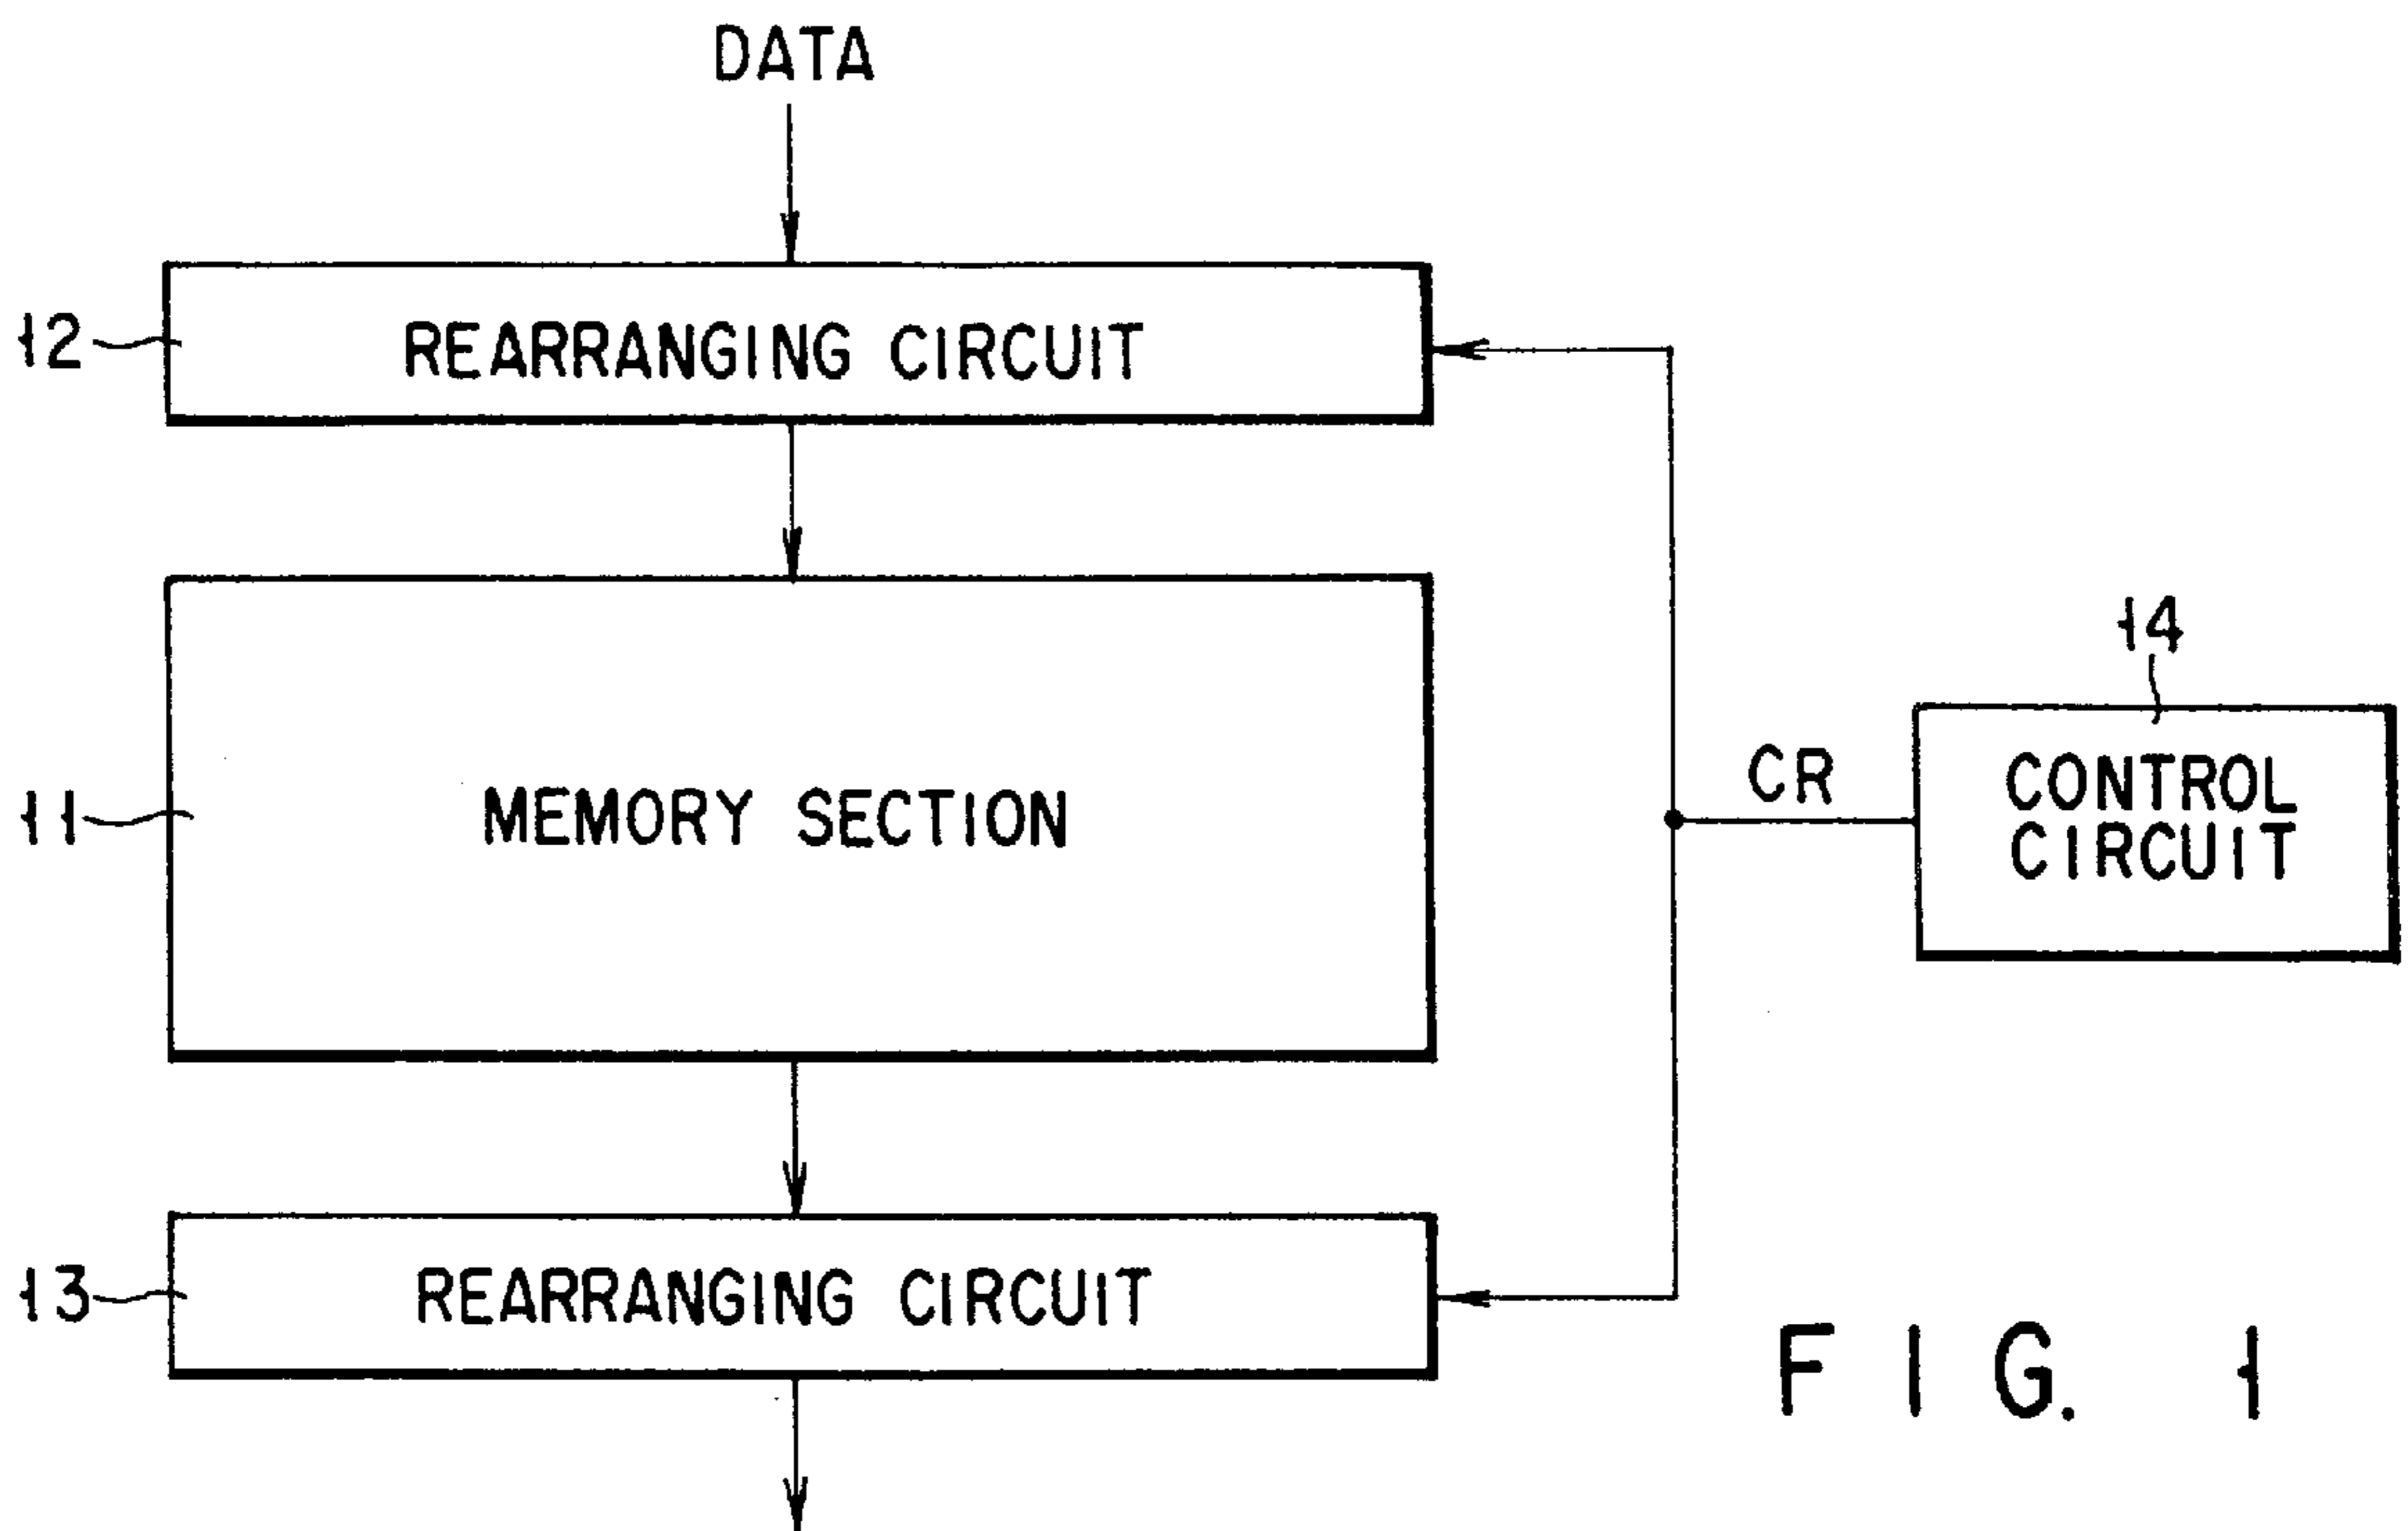 DATA
12
REARRANGING CIRCUIT
14
11
MEMORY SECTION
CR
CONTROL
CIRCUIT
13
REARRANGING CIRCUIT
FIG. 1